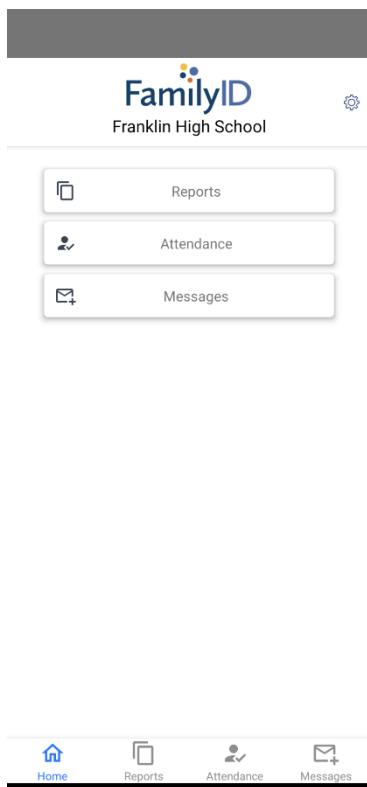 FamilyID
Franklin High School
Reports
Attendance
Messages
Home
Reports
Attendance
Messages